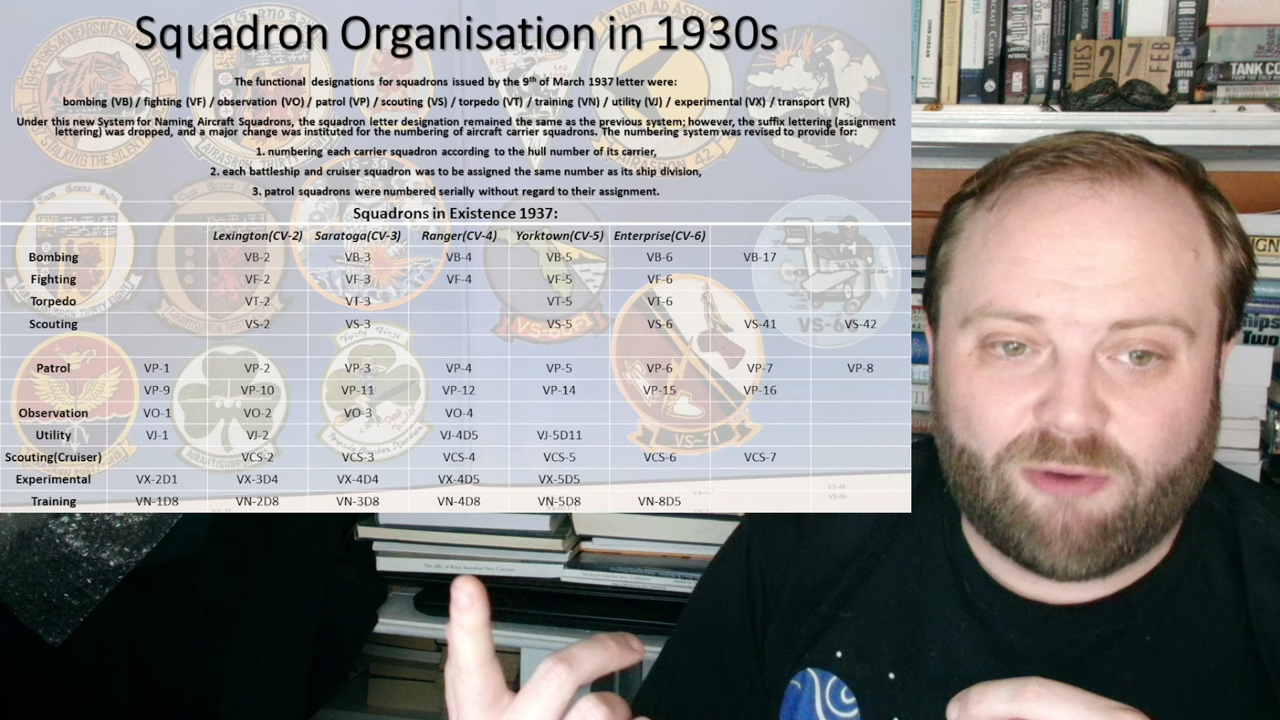 Squadron Organisation in 1930s
The functional designations for squadrons issued by the 9th of March 1937 letter were:
bombing (VB) / fighting (VF) / observation (VO) / patrol (VP) / scouting (VS) / torpedo (VT) / training (VN) / utility (VJ) / experimental (VX) / transport (VR)
Under this new System for Naming Aircraft Squadrons, the squadron letter designation remained the same as the previous system; however, the suffix lettering (assignment
lettering) was dropped, and a major change was instituted for the numbering of aircraft carrier squadrons. The numbering system was revised to provide for:
1. numbering each carrier squadron according to the hull number of its carrier,
2. each battleship and cruiser squadron was to be assigned the same number as its ship division,
3. patrol squadrons were numbered serially without regard to their assignment.
Squadrons in Existence 1937:
Lexington(CV-2) Saratoga(CV-3) Ranger(CV-4) Yorktown(CV-5) Enterprise(CV-6)
Bombing VB-2 VB-3 VB-4 VB-5 VB-6 VB-17
Fighting VF-2 VF-3 VF-4 VF-5 VF-6
Torpedo VT-2 VT-3 VT-5 VT-6
Scouting VS-2 VS-3 VS-5 VS-6 VS-41 VS-42
Patrol VP-1 VP-2 VP-3 VP-4 VP-5 VP-6 VP-7 VP-8
VP-9 VP-10 VP-11 VP-12 VP-14 VP-15 VP-16
Observation VO-1 VO-2 VO-3 VO-4
Utility VJ-1 VJ-2 VJ-4D5 VJ-5D11
Scouting(Cruiser) VCS-2 VCS-3 VCS-4 VCS-5 VCS-6 VCS-7
Experimental VX-2D1 VX-3D4 VX-4D4 VX-4D5 VX-5D5
Training VN-1D8 VN-2D8 VN-3D8 VN-4D8 VN-5D8 VN-8D5
STALKING THE SILENT
VS-71
TUES 27 FEB
TANK